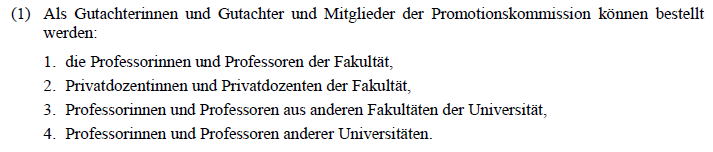 (1) Als Gutachterinnen und Gutachter und Mitglieder der Promotionskommission können bestellt
werden:
1. die Professorinnen und Professoren der Fakultät,
2. Privatdozentinnen und Privatdozenten der Fakultät,
3. Professorinnen und Professoren aus anderen Fakultäten der Universität,
4. Professorinnen und Professoren anderer Universitäten.